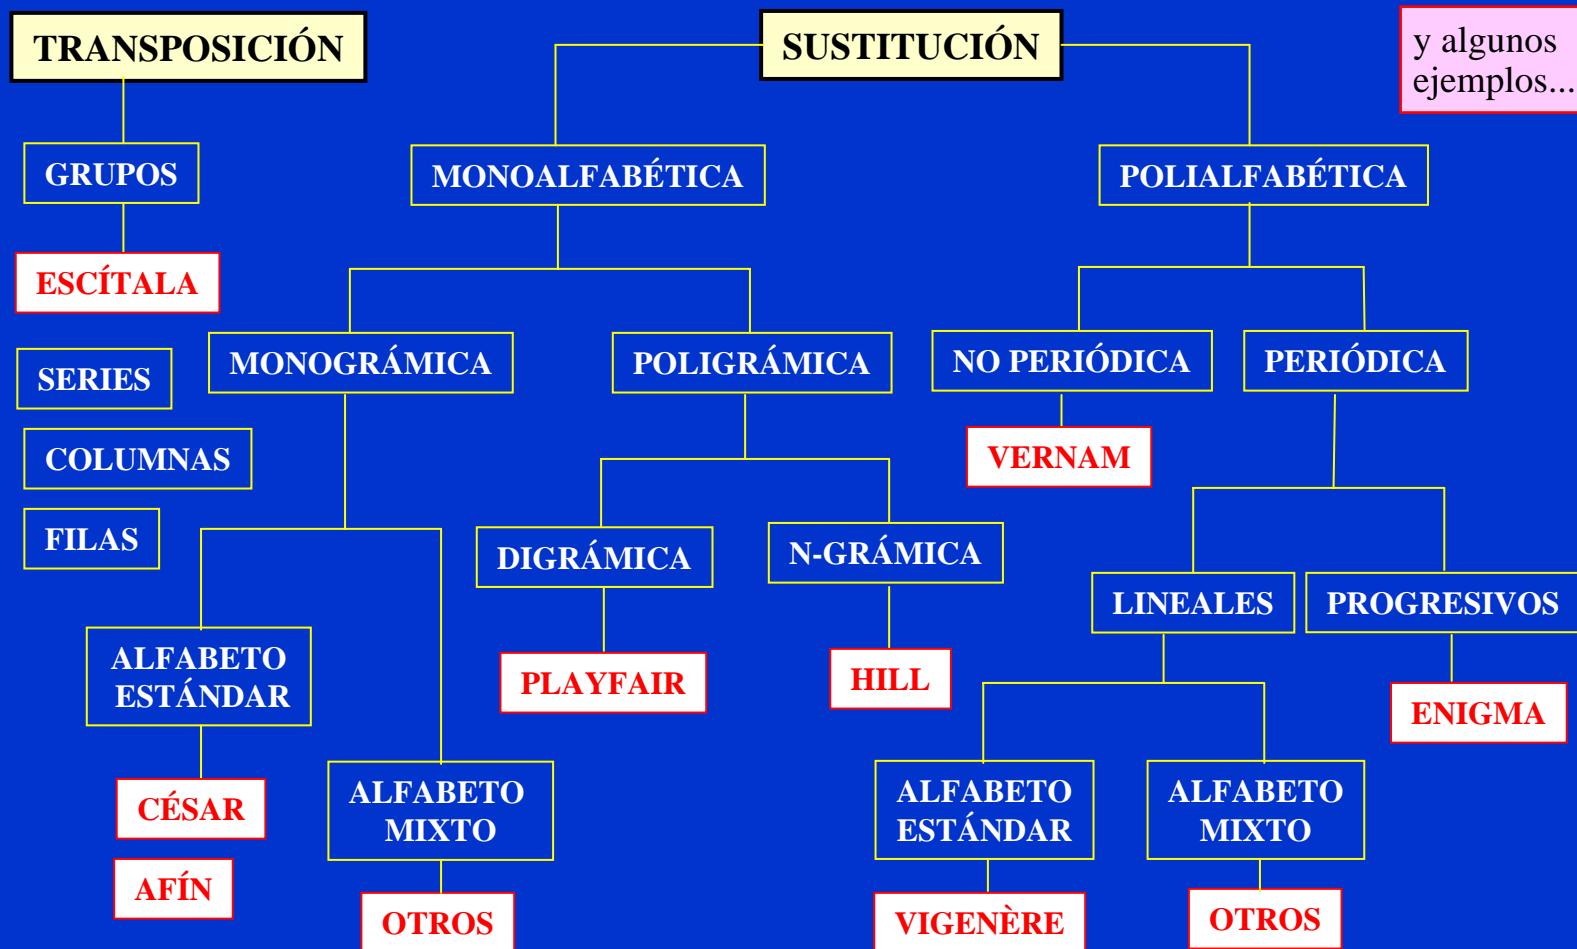 TRANSPOSICIÓN
SUSTITUCIÓN
y algunos
ejemplos...
GRUPOS
MONOALFABÉTICA
POLIALFABÉTICA
ESCÍTALA
MONOGRÁMICA
POLIGRÁMICA
NO PERIÓDICA
PERIÓDICA
SERIES
COLUMNAS
VERNAM
FILAS
DIGRÁMICA
N-GRÁMICA
LINEALES
PROGRESIVOS
ALFABETO
ESTÁNDAR
PLAYFAIR
HILL
ENIGMA
CÉSAR
ALFABETO
MIXTO
ALFABETO
ESTÁNDAR
ALFABETO
MIXTO
AFÍN
OTROS
VIGENÈRE
OTROS